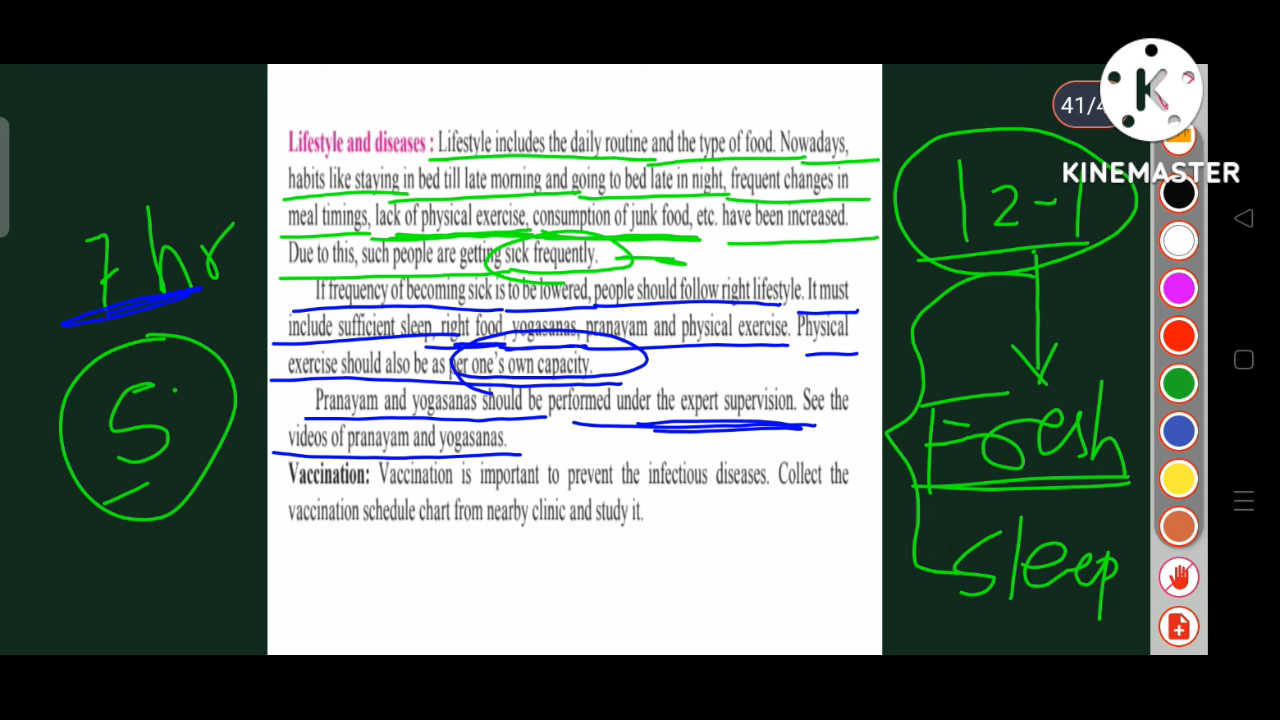 41/4
KINEMASTER
Lifestyle and diseases : Lifestyle includes the daily routine and the type of food. Nowadays,
habits like staying in bed till late morning and going to bed late in night, frequent changes in
meal timings, lack of physical exercise, consumption of junk food, etc. have been increased.
Due to this, such people are getting sick frequently.
If frequency of becoming sick is to be lowered, people should follow right lifestyle. It must
include sufficient sleep, right food, yogasanas, pranayam and physical exercise. Physical
exercise should also be as per one's own capacity.
Pranayam and yogasanas should be performed under the expert supervision. See the
videos of pranayam and yogasanas.
Vaccination: Vaccination is important to prevent the infectious diseases. Collect the
vaccination schedule chart from nearby clinic and study it.
7 hr
5
12-1
Fresh
sleep